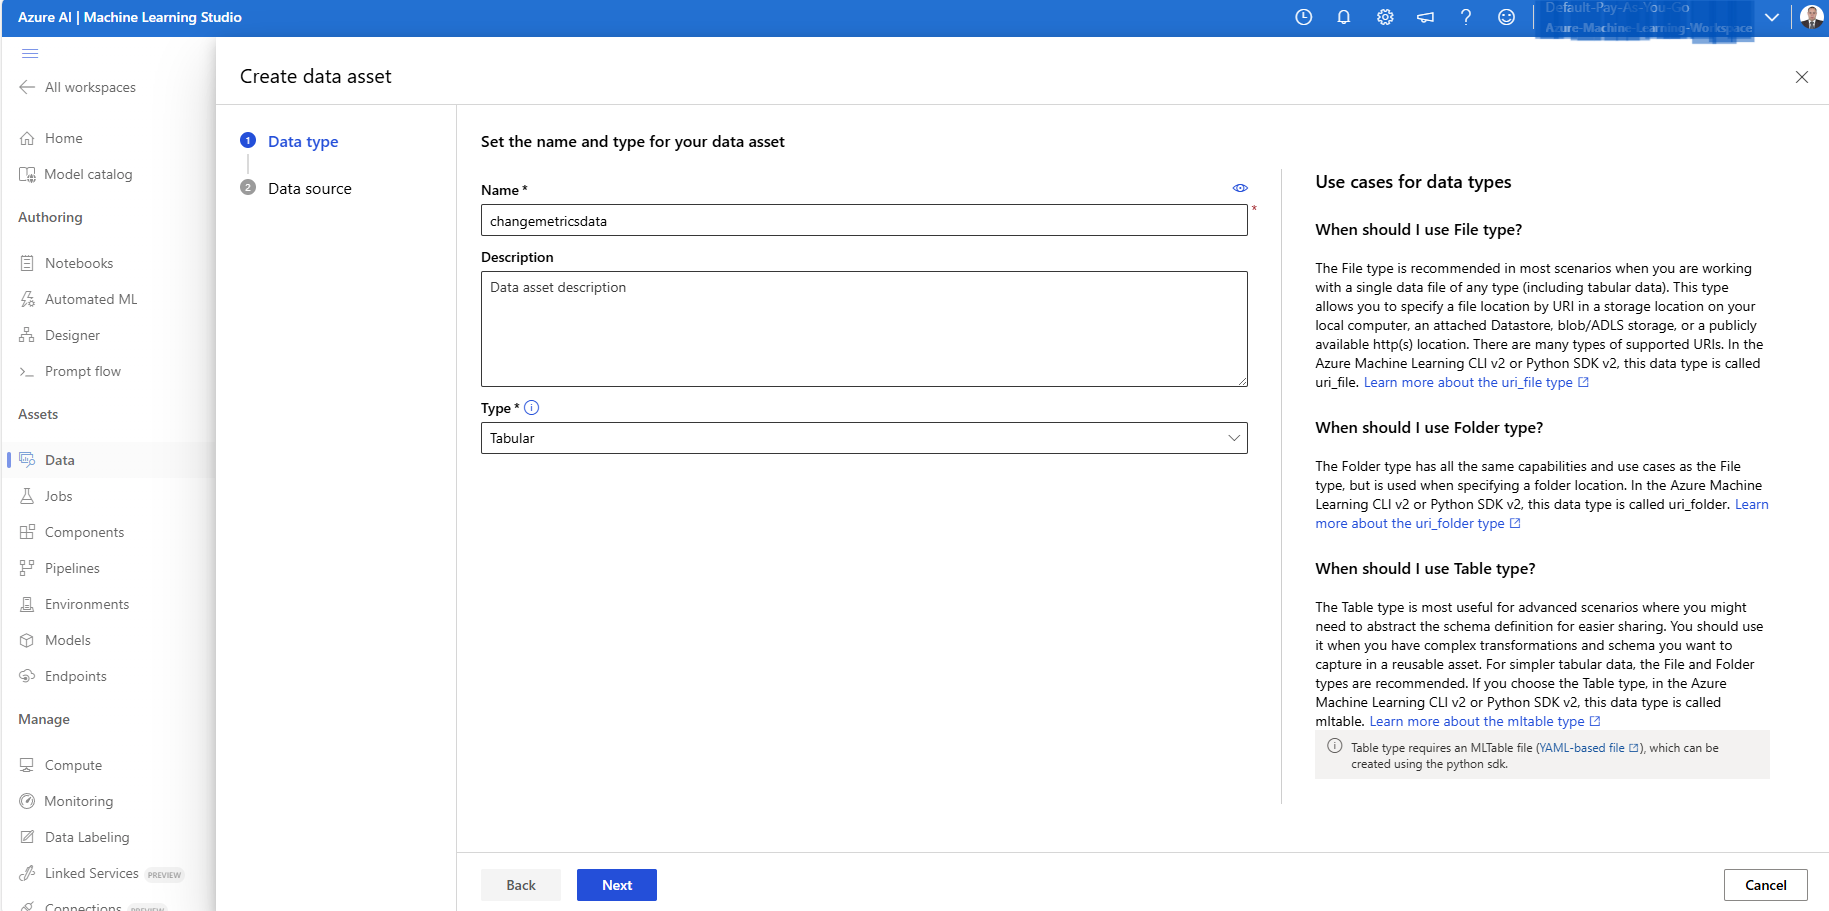 Azure AI | Machine Learning Studio
Default-Pay-As-You-Go
Azure-Machine-Learning-Workspace
All workspaces
Home
Model catalog
Authoring
Notebooks
Automated ML
Designer
Prompt flow
Assets
Data
Jobs
Components
Pipelines
Environments
Models
Endpoints
Manage
Compute
Monitoring
Data Labeling
Linked Services PREVIEW
Connections PREVIEW
Create data asset
1 Data type
2 Data source
Set the name and type for your data asset
Name *
changemetricsdata
*
Description
Data asset description
Type *
Tabular
Use cases for data types
When should I use File type?
The File type is recommended in most scenarios when you are working
with a single data file of any type (including tabular data). This type
allows you to specify a file location by URI in a storage location on your
local computer, an attached Datastore, blob/ADLS storage, or a publicly
available http(s) location. There are many types of supported URIs. In the
Azure Machine Learning CLI v2 or Python SDK v2, this data type is called
uri_file. Learn more about the uri_file type
When should I use Folder type?
The Folder type has all the same capabilities and use cases as the File
type, but is used when specifying a folder location. In the Azure Machine
Learning CLI v2 or Python SDK v2, this data type is called uri_folder. Learn
more about the uri_folder type
When should I use Table type?
The Table type is most useful for advanced scenarios where you might
need to abstract the schema definition for easier sharing. You should use
it when you have complex transformations and schema you want to
capture in a reusable asset. For simpler tabular data, the File and Folder
types are recommended. If you choose the Table type, in the Azure
Machine Learning CLI v2 or Python SDK v2, this data type is called
mltable. Learn more about the mltable type
Table type requires an MLTable file (YAML-based file), which can be
created using the python sdk.
Back
Next
Cancel